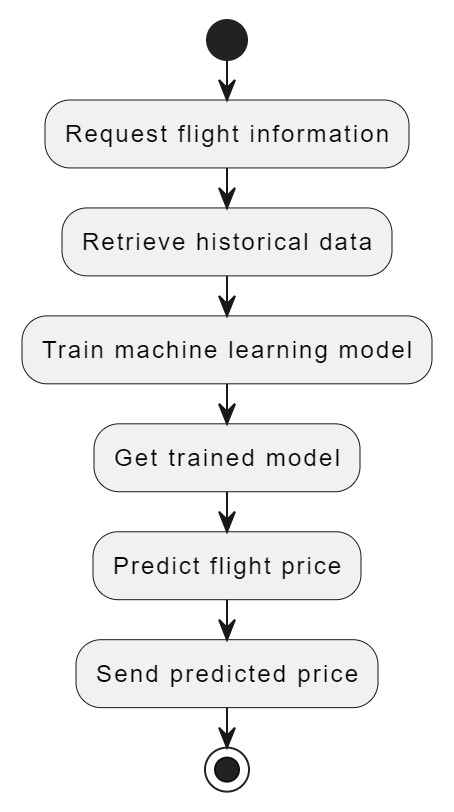 Request flight information
Retrieve historical data
Train machine learning model
Get trained model
Predict flight price
Send predicted price